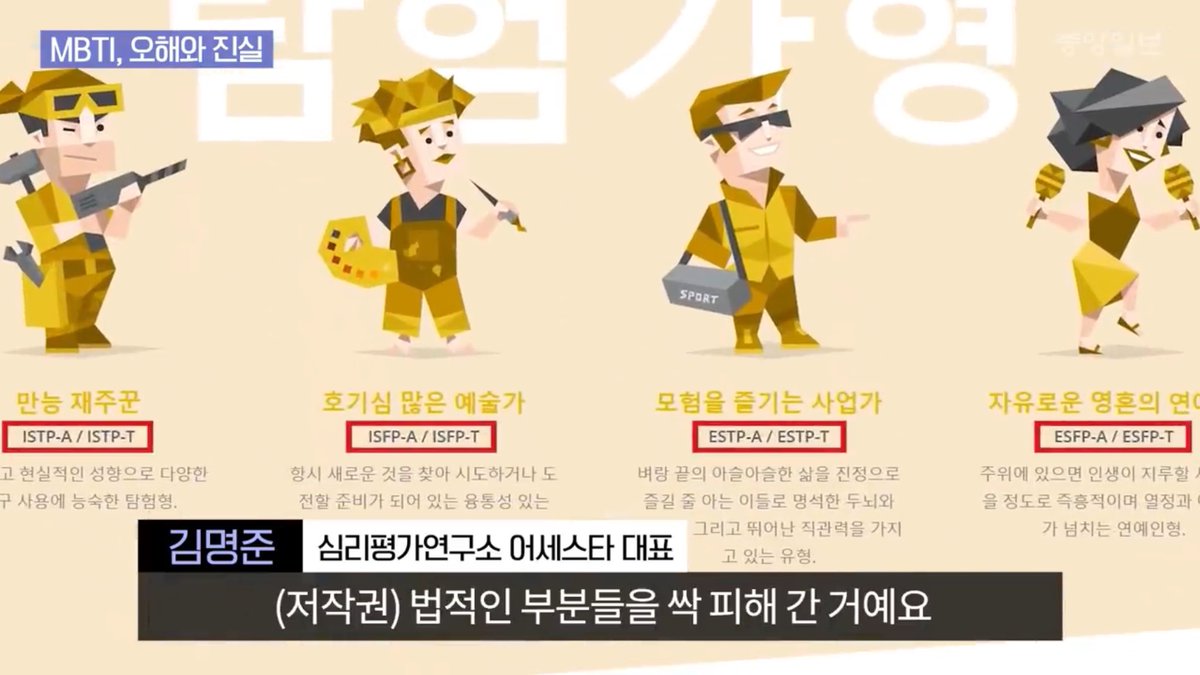 MBTI, 오해와 진실
중앙일보
탐험가형
SPORT
만능 재주꾼
ISTP-A / ISTP-T
고 현실적인 성향으로 다양한
구 사용에 능숙한 탐험형.
호기심 많은 예술가
ISFP-A / ISFP-T
항시 새로운 것을 찾아 시도하거나 도
전할 준비가 되어 있는 융통성 있는
모험을 즐기는 사업가
ESTP-A / ESTP-T
벼랑 끝의 아슬아슬한 삶을 진정으로
즐길 줄 아는 이들로 명석한 두뇌와
그리고 뛰어난 직관력을 가지
고 있는 유형.
자유로운 영혼의 연예
ESFP-A / ESFP-T
주위에 있으면 인생이 지루할 새
을 정도로 즉흥적이며 열정과
가 넘치는 연예인형.
김명준
심리평가연구소 어세스타 대표
(저작권) 법적인 부분들을 싹 피해 간 거예요